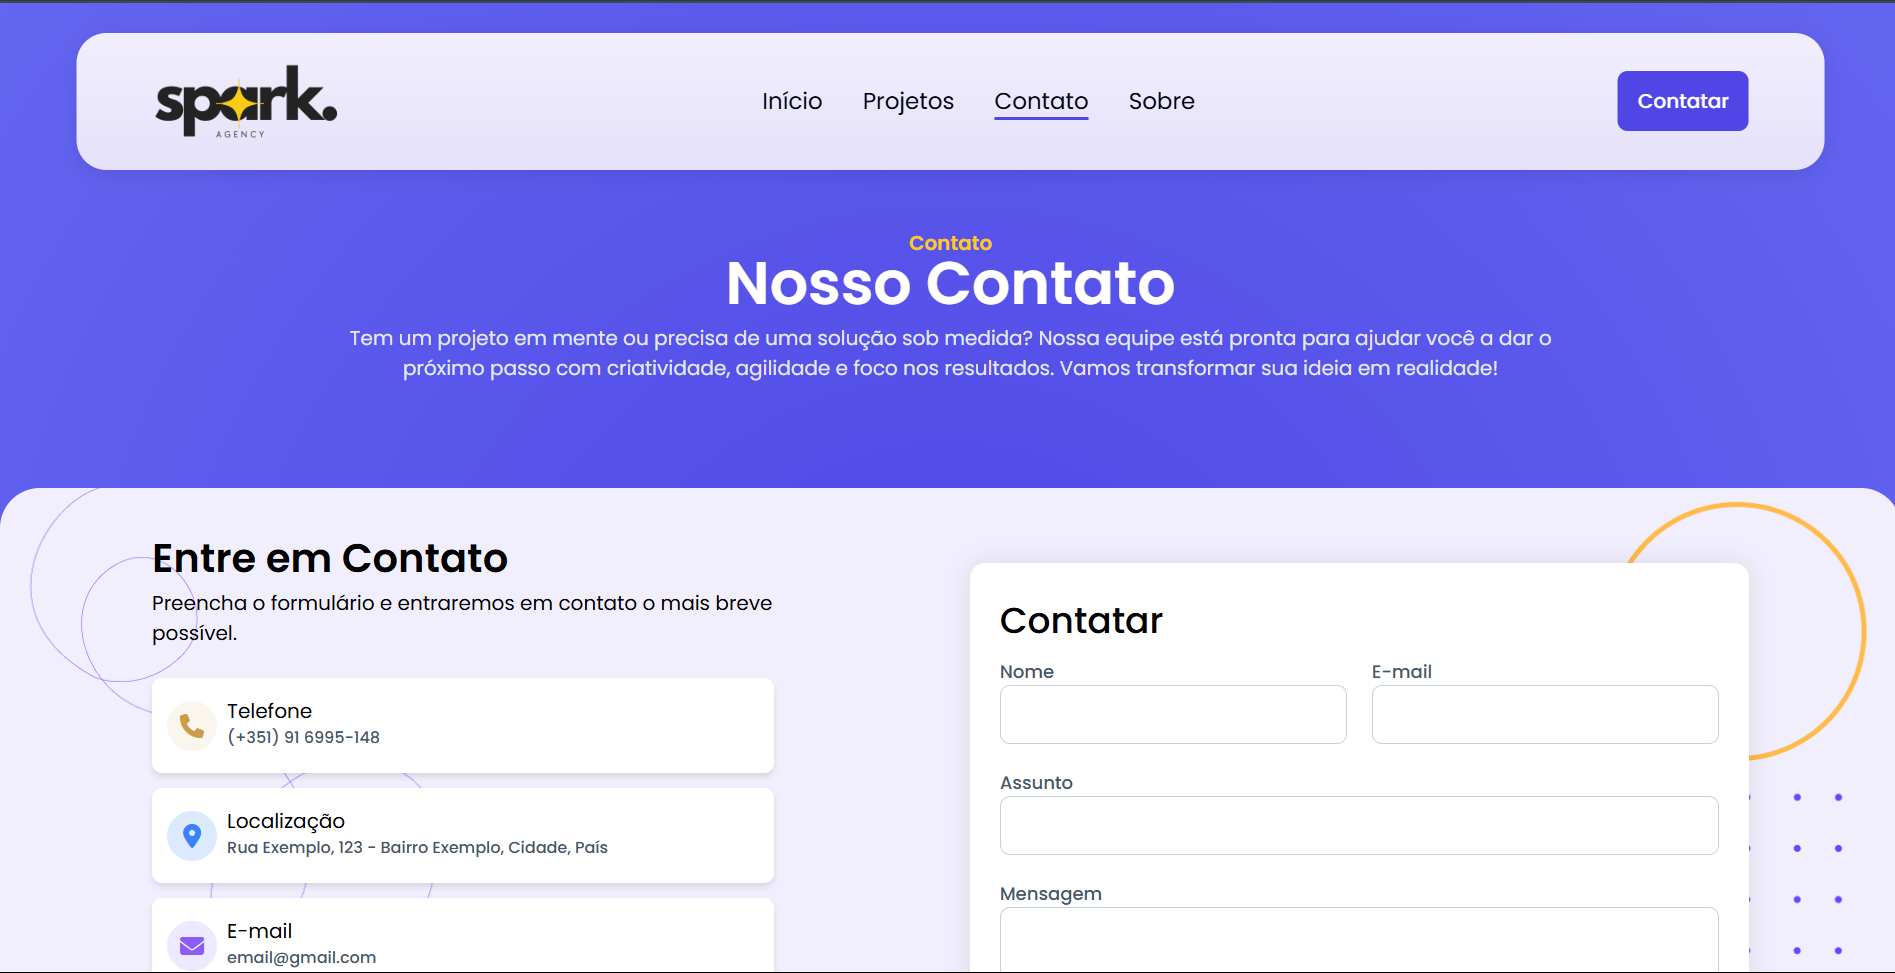 spark.
AGENCY
Início
Projetos
Contato
Sobre
Contatar
Contato
Nosso Contato
Tem um projeto em mente ou precisa de uma solução sob medida? Nossa equipe está pronta para ajudar você a dar o
próximo passo com criatividade, agilidade e foco nos resultados. Vamos transformar sua ideia em realidade!
Entre em Contato
Preencha o formulário e entraremos em contato o mais breve
possível.
Telefone
(+351) 91 6995-148
Localização
Rua Exemplo, 123 - Bairro Exemplo, Cidade, País
E-mail
email@gmail.com
Contatar
Nome
E-mail
Assunto
Mensagem